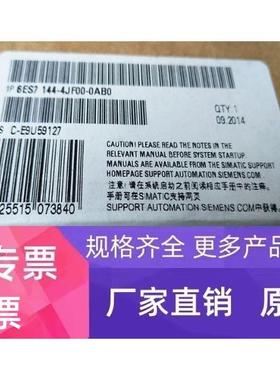 1P 6ES7 144-4JF00-0AB0
S C-E9U59127
QTY:1
09.2014
CAUTION! PLEASE READ THE NOTES IN THE
RELEVANT MANUAL BEFORE SYSTEM STARTUP.
MANUALS ARE AVAILABLE AT THE SIMATIC SUPPORT
HOMEPAGE SUPPORT.AUTOMATION.SIEMENS.COM
注意：请在系统启动之前阅读相应手册中的注意
手册可在SIMATIC支持网页
SUPPORT.AUTOMATION.SIEMENS.COM中获得
25515 073840
专票
票
规格齐全 更多产品
厂家直销 原